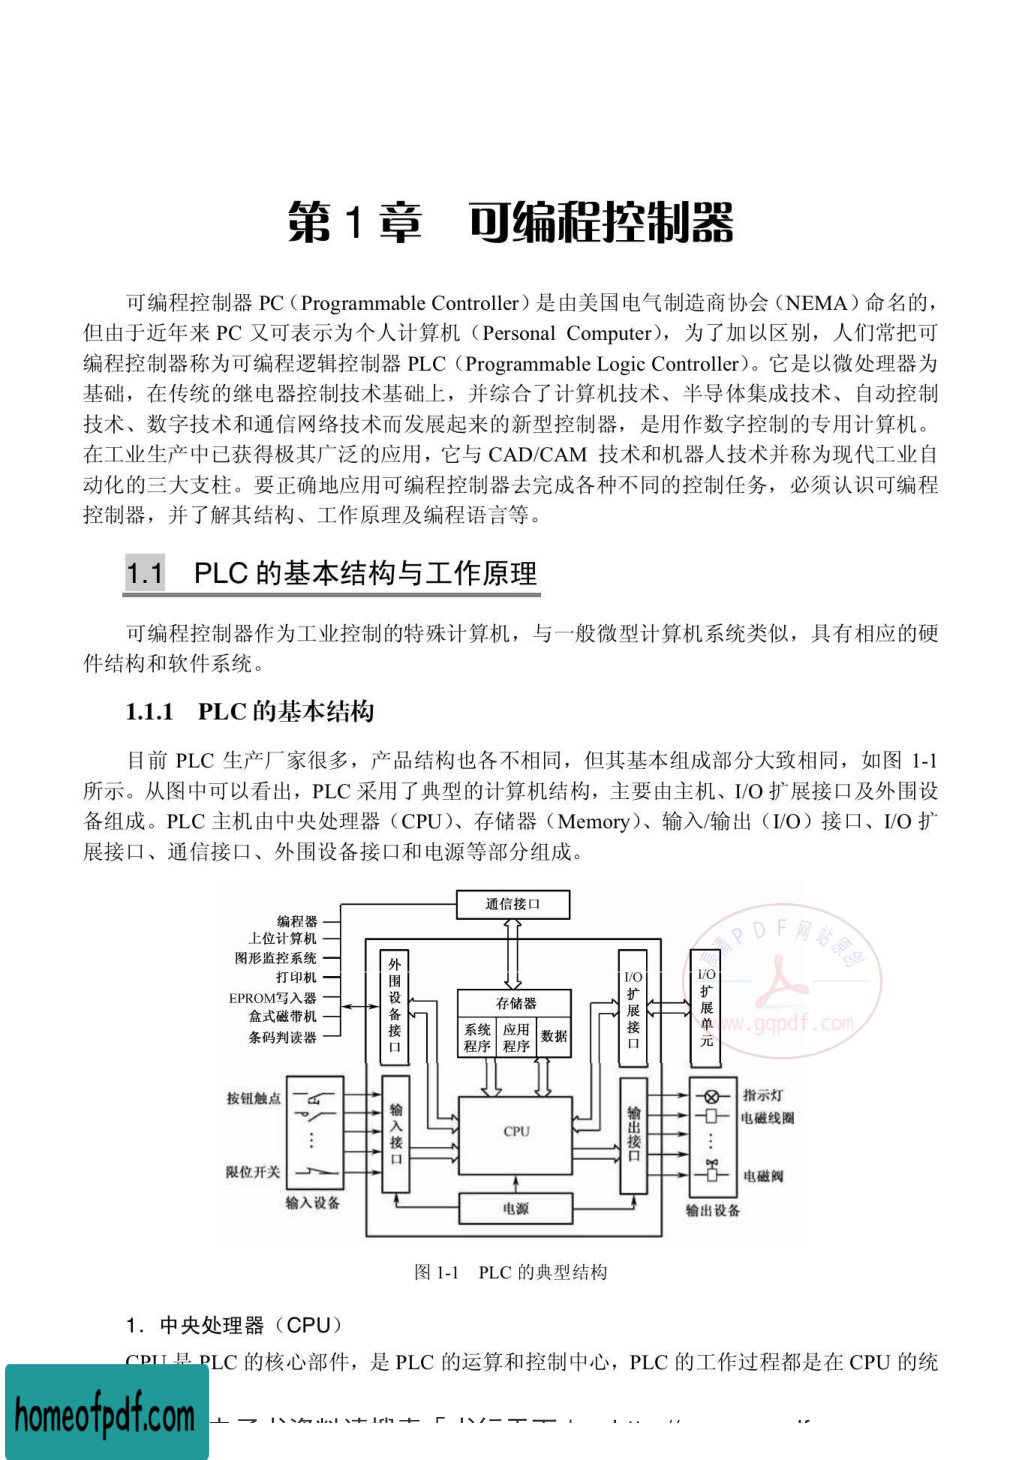 第 1 章 可编程控制器
可编程控制器 PC（Programmable Controller）是由美国电气制造商协会（NEMA）命名的，
但由于近年来 PC 又可表示为个人计算机（Personal Computer），为了加以区别，人们常把可
编程控制器称为可编程逻辑控制器 PLC（Programmable Logic Controller）。它是以微处理器为
基础，在传统的继电器控制技术基础上，并综合了计算机技术、半导体集成技术、自动控制
技术、数字技术和通信网络技术而发展起来的新型控制器，是用作数字控制的专用计算机。
在工业生产中已获得极其广泛的应用，它与 CAD/CAM 技术和机器人技术并称为现代工业自
动化的三大支柱。要正确地应用可编程控制器去完成各种不同的控制任务，必须认识可编程
控制器，并了解其结构、工作原理及编程语言等。
1.1 PLC 的基本结构与工作原理
可编程控制器作为工业控制的特殊计算机，与一般微型计算机系统类似，具有相应的硬
件结构和软件系统。
1.1.1 PLC 的基本结构
目前 PLC 生产厂家很多，产品结构也各不相同，但其基本组成部分大致相同，如图 1-1
所示。从图中可以看出，PLC 采用了典型的计算机结构，主要由主机、I/O 扩展接口及外围设
备组成。PLC 主机由中央处理器（CPU）、存储器（Memory）、输入/输出（I/O）接口、I/O 扩
展接口、通信接口、外围设备接口和电源等部分组成。
通信接口
编程器
上位计算机
图形监控系统
打印机
EPROM写入器
盒式磁带机
条码判读器
外围设备接口
存储器
系统程序
应用程序
数据
I/O扩展接口
I/O扩展单元
PDF网站原创
www.gqpdf.com
按钮触点
限位开关
输入设备
输入接口
CPU
电源
输出接口
指示灯
电磁线圈
电磁阀
输出设备
图 1-1 PLC 的典型结构
1．中央处理器（CPU）
CPU 是 PLC 的核心部件，是 PLC 的运算和控制中心，PLC 的工作过程都是在 CPU 的统
homeofpdf.com